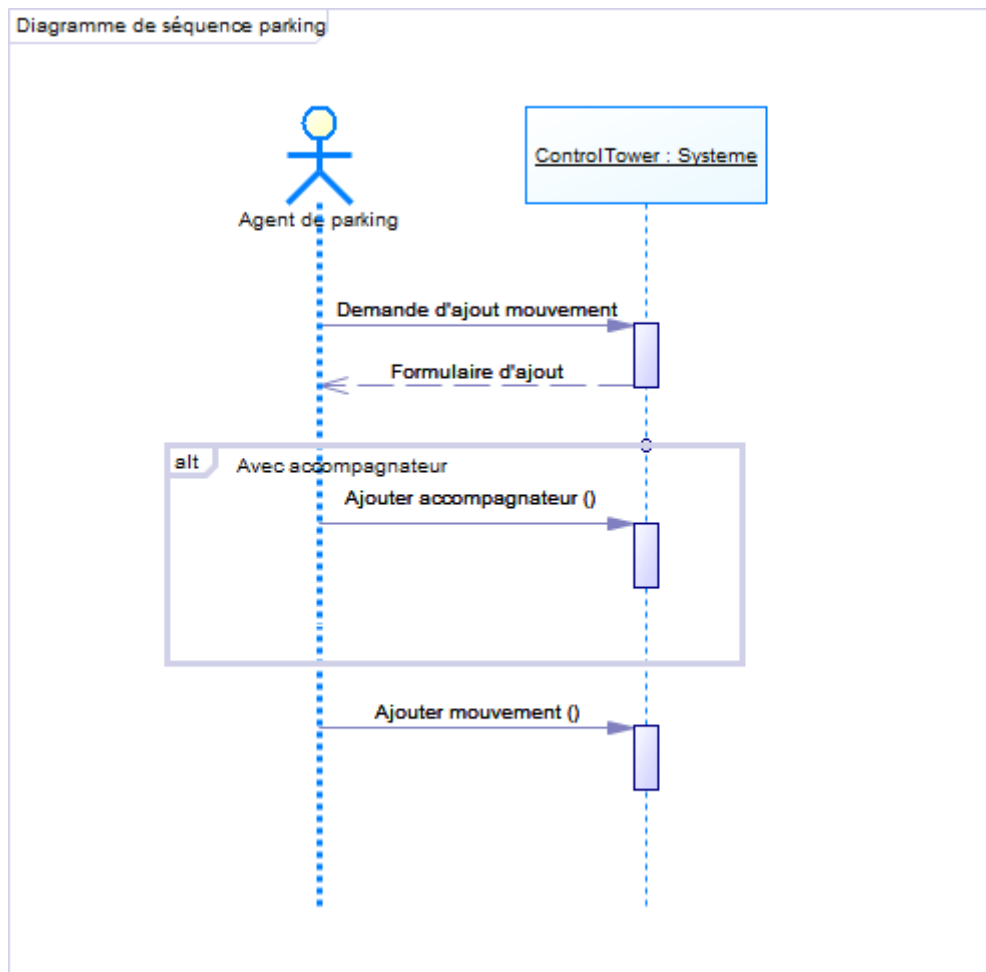 Diagramme de séquence parking
ControlTower : Systeme
Agent de parking
Demande d'ajout mouvement
Formulaire d'ajout
alt
Avec accompagnateur
Ajouter accompagnateur ()
Ajouter mouvement ()